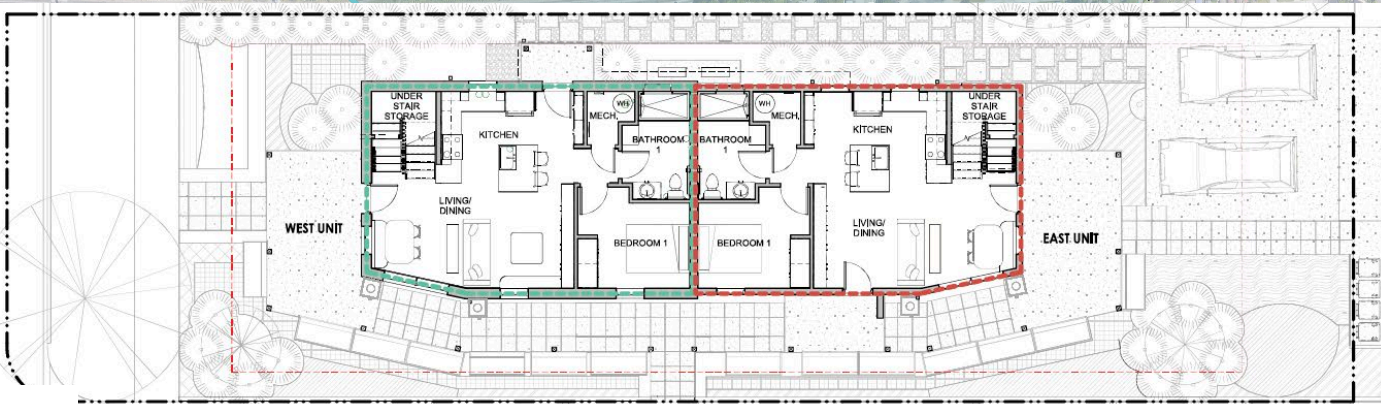 UNDER
STAIR
STORAGE
KITCHEN
MECH.
WH
BATHROOM
1
LIVING/
DINING
BEDROOM 1
WEST UNIT
BATHROOM
1
WH
MECH.
KITCHEN
UNDER
STAIR
STORAGE
LIVING/
DINING
BEDROOM 1
EAST UNIT